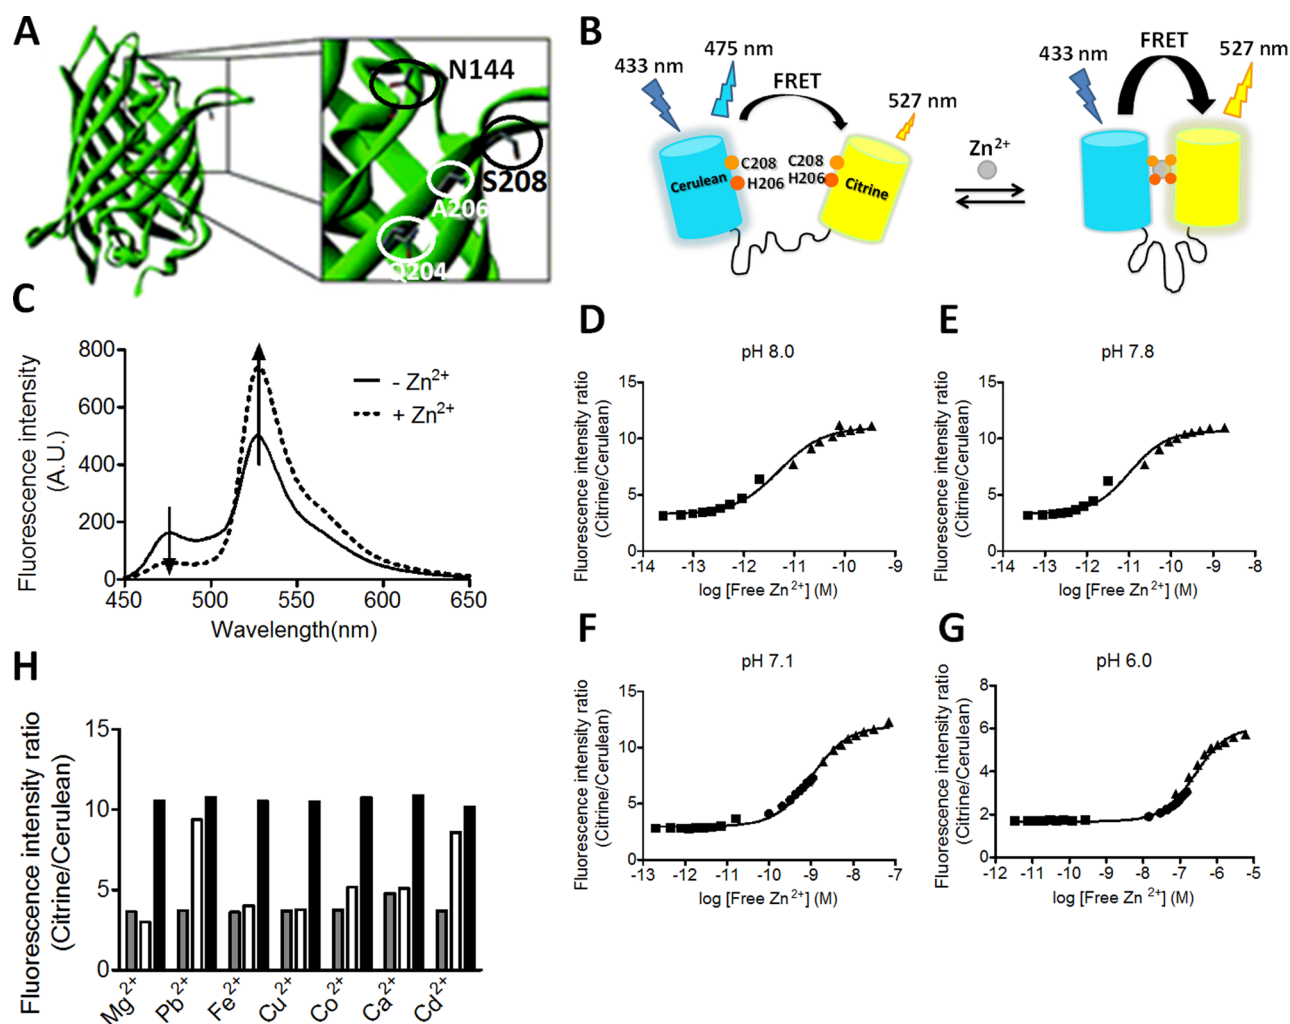 A
N144
S208
A206
Q204
B
433 nm
475 nm
FRET
527 nm
C208
H206
C208
H206
Cerulean
Citrine
Zn2+
433 nm
FRET
527 nm
C
Fluorescence intensity
(A.U.)
800
600
400
200
0
- Zn2+
+ Zn2+
450
500
550
600
650
Wavelength(nm)
D
pH 8.0
Fluorescence intensity ratio
(Citrine/Cerulean)
15
10
5
0
-14
-13
-12
-11
-10
-9
log [Free Zn2+] (M)
E
pH 7.8
Fluorescence intensity ratio
(Citrine/Cerulean)
15
10
5
0
-14
-13
-12
-11
-10
-9
-8
log [Free Zn2+] (M)
F
pH 7.1
Fluorescence intensity ratio
(Citrine/Cerulean)
15
10
5
0
-13
-12
-11
-10
-9
-8
-7
log [Free Zn2+] (M)
G
pH 6.0
Fluorescence intensity ratio
(Citrine/Cerulean)
8
6
4
2
0
-12
-11
-10
-9
-8
-7
-6
-5
log [Free Zn2+] (M)
H
Fluorescence intensity ratio
(Citrine/Cerulean)
15
10
5
0
Mg2+
Pb2+
Fe2+
Cu2+
Co2+
Ca2+
Cd2+